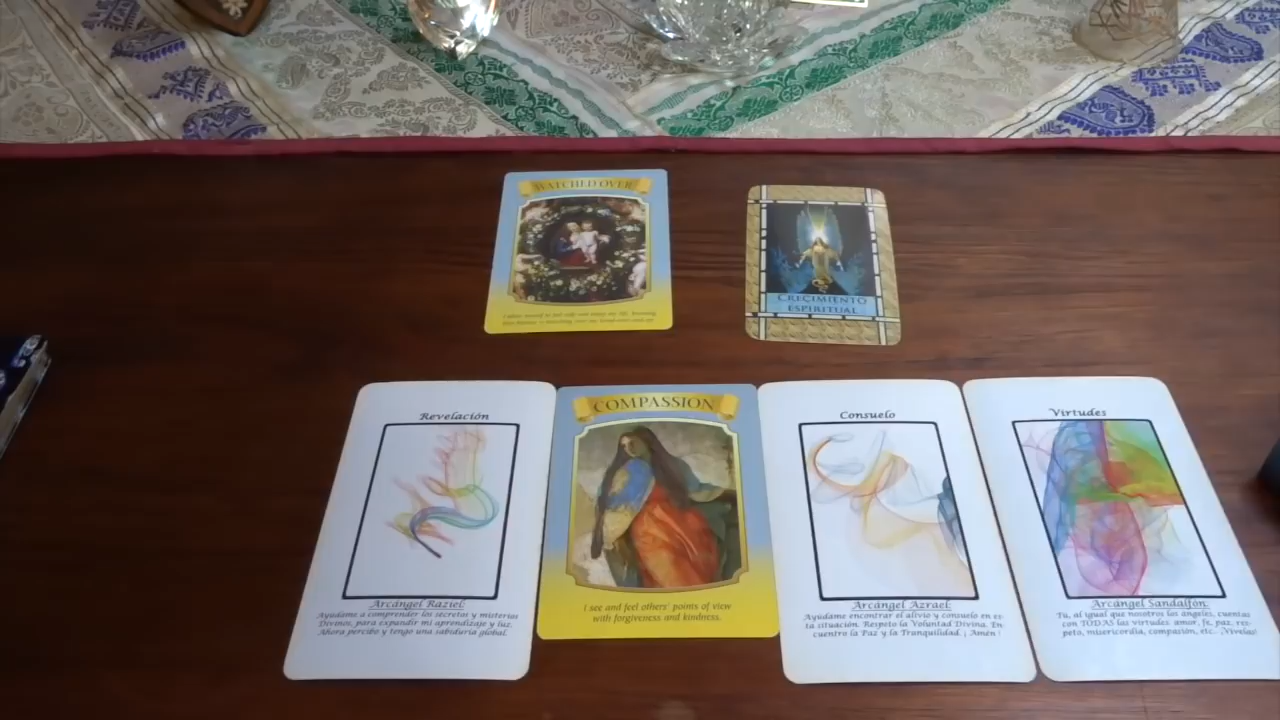 WATCHED OVER
CRECIMIENTO
ESPIRITUAL
Revelación
Arcángel Raziel:
Ayúdame a comprender los secretos y misterios
Divinos, para expandir mi aprendizaje y luz.
Ahora percibo y tengo una sabiduría global.
COMPASSION
I see and feel others' points of view
with forgiveness and kindness.
Consuelo
Arcángel Azrael:
Ayúdame encontrar el alivio y consuelo en es-
ta situación. Respeto la Voluntad Divina. En-
cuentro la Paz y la Tranquilidad. ¡ Amén !
Virtudes
Arcángel Sandalfón:
Tú, al igual que nosotros los ángeles, cuentas
con TODAS las virtudes: amor, fe, paz, res-
peto, misericordia, compasión, etc.. ¡Vívelas!